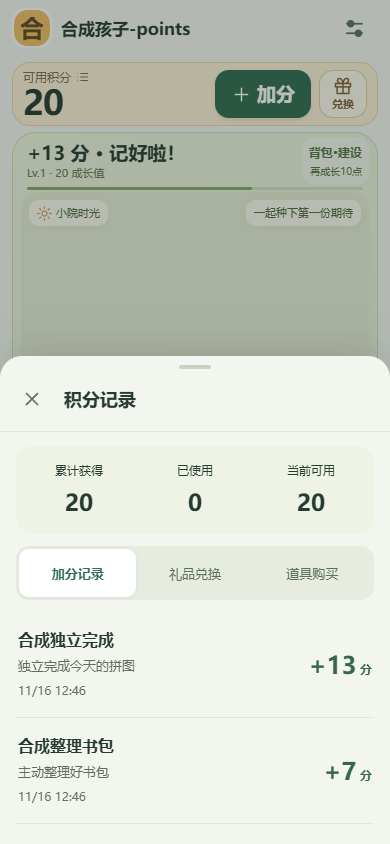 合
合成孩子-points
可用积分
20
+ 加分
兑换
+13 分 · 记好啦！
Lv.1 · 20 成长值
背包·建设
再成长10点
小院时光
一起种下第一份期待
积分记录
累计获得
已使用
当前可用
20
0
20
加分记录
礼品兑换
道具购买
合成独立完成
独立完成今天的拼图
11/16 12:46
+13 分
合成整理书包
主动整理好书包
11/16 12:46
+7 分